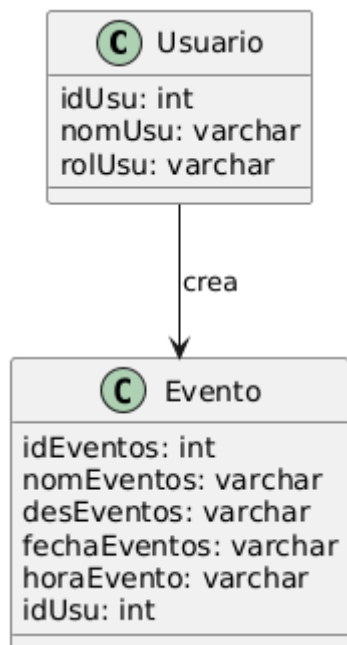 C Usuario
idUsu: int
nomUsu: varchar
rolUsu: varchar
crea
C Evento
idEventos: int
nomEventos: varchar
desEventos: varchar
fechaEventos: varchar
horaEvento: varchar
idUsu: int